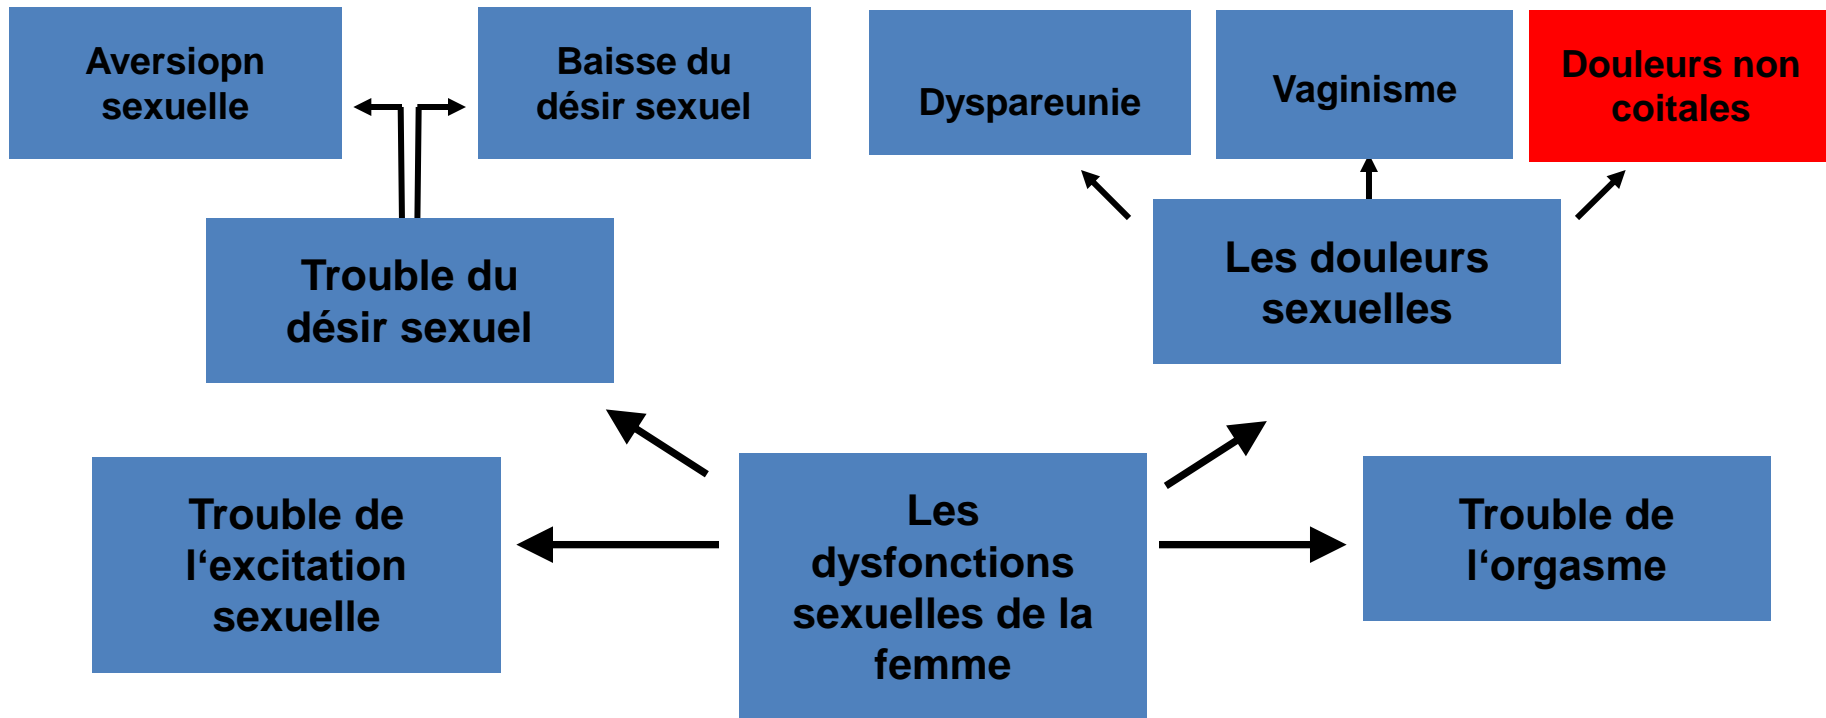 Aversiopn
sexuelle
Baisse du
désir sexuel
Dyspareunie
Vaginisme
Douleurs non
coitales
Trouble du
désir sexuel
Les douleurs
sexuelles
Trouble de
l‘excitation
sexuelle
Les
dysfonctions
sexuelles de la
femme
Trouble de
l‘orgasme